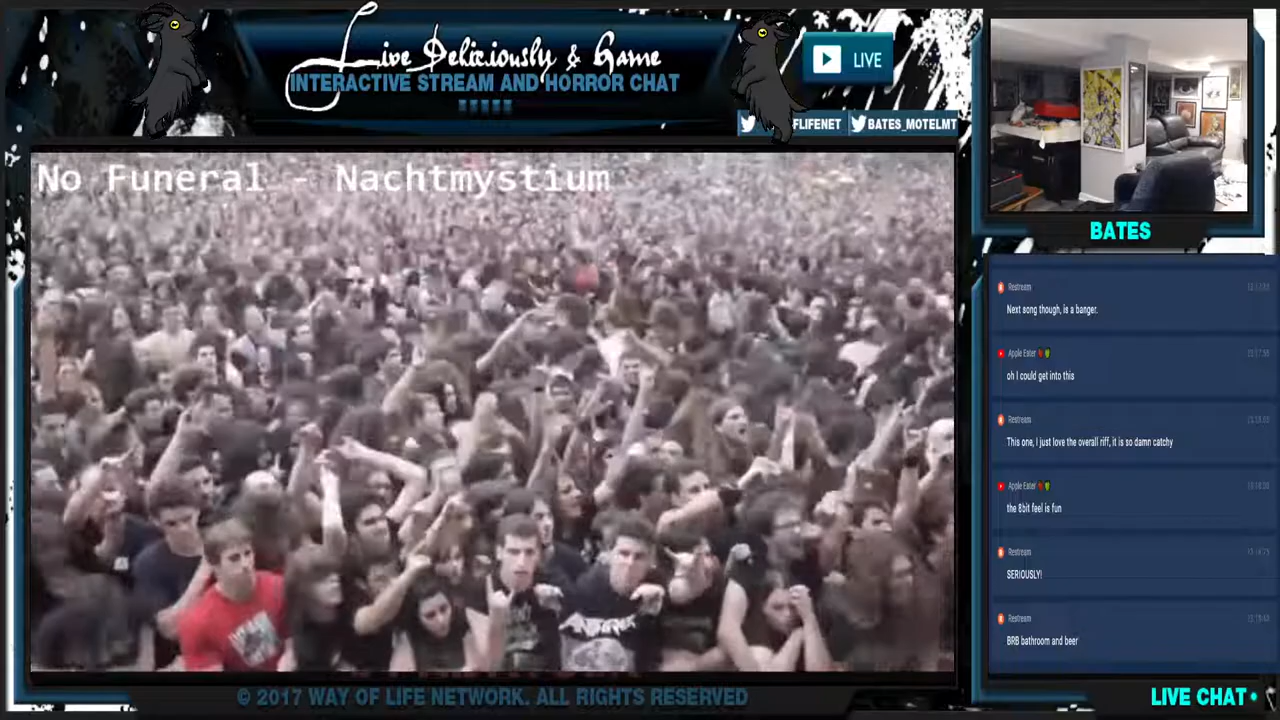 Live Deliciously & Game
INTERACTIVE STREAM AND HORROR CHAT
LIVE
FLIFENET
BATES_MOTELMT
No Funeral - Nachtmystium
ANTHRAX
BATES
Restream
Next song though, is a banger.
Apple Eater
oh I could get into this
Restream
This one, I just love the overall riff, it is so damn catchy
Apple Eater
the 8bit feel is fun
Restream
SERIOUSLY!
Restream
BRB bathroom and beer
© 2017 WAY OF LIFE NETWORK. ALL RIGHTS RESERVED
LIVE CHAT